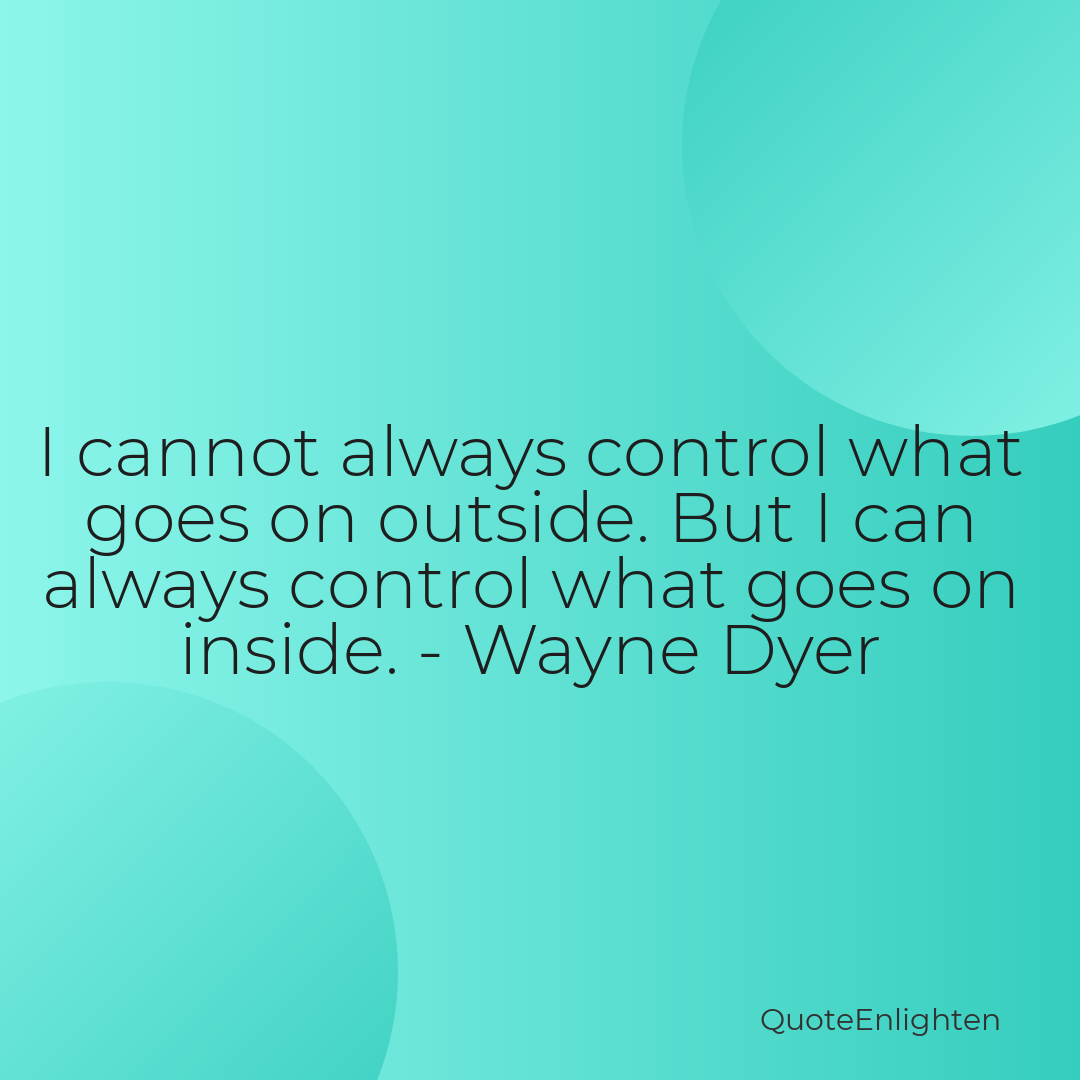 I cannot always control what
goes on outside. But I can
always control what goes on
inside. - Wayne Dyer
QuoteEnlighten